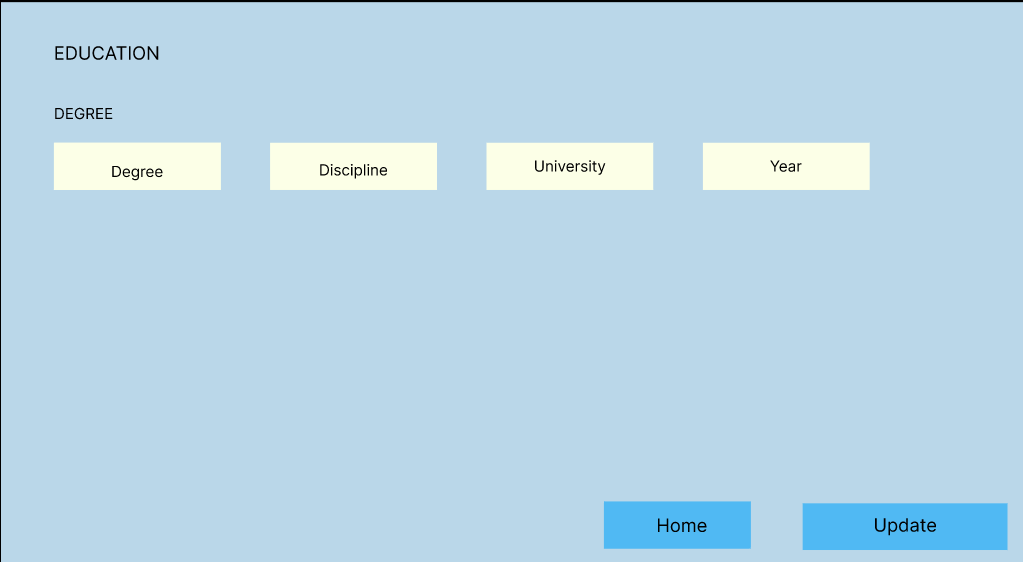 EDUCATION
DEGREE
Degree Discipline University Year
Home Update